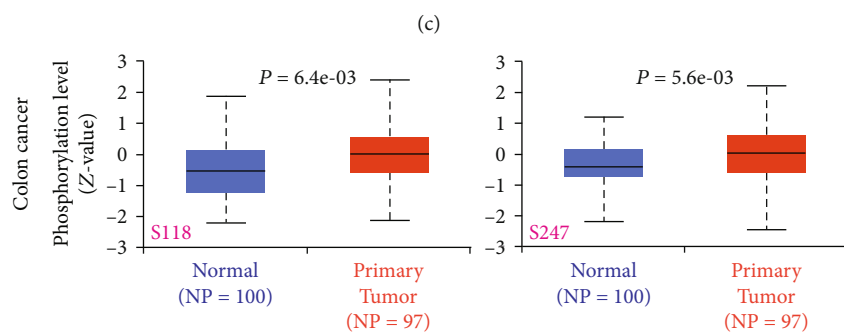 (c)
Colon cancer
Phosphorylation level
(Z-value)
3
2
1
0
–1
–2
–3
P = 6.4e-03
S118
Normal
(NP = 100)
Primary
Tumor
(NP = 97)
3
2
1
0
–1
–2
–3
P = 5.6e-03
S247
Normal
(NP = 100)
Primary
Tumor
(NP = 97)